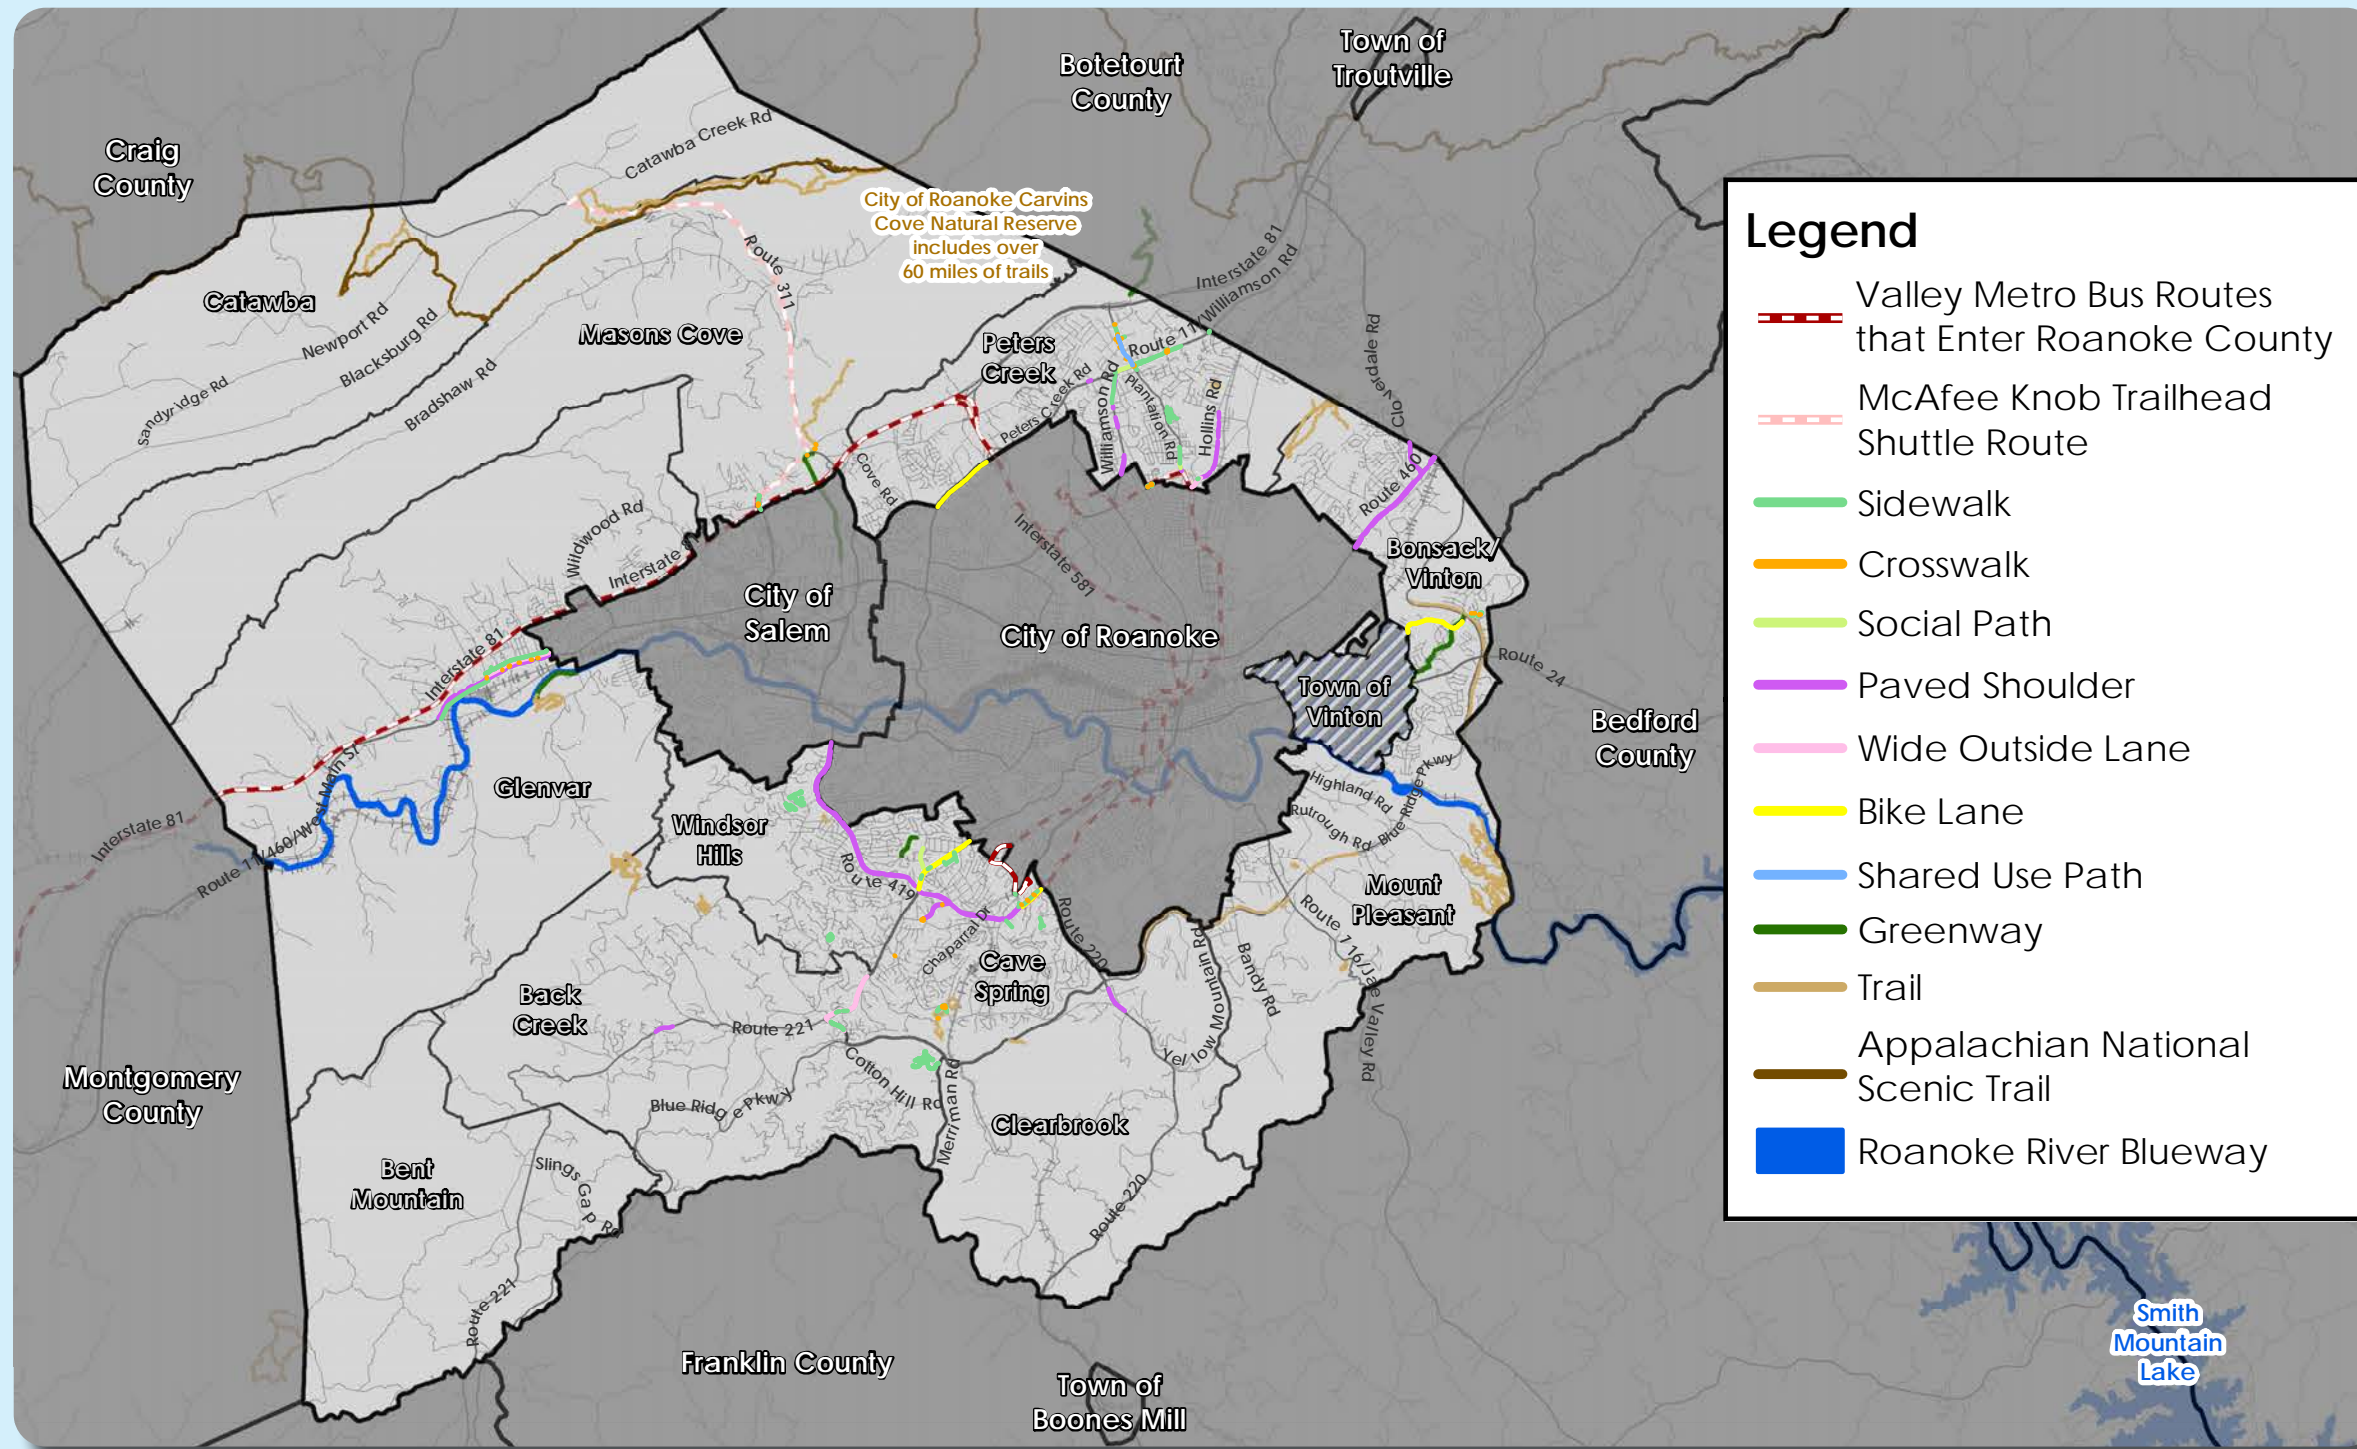 Town of
Troutville
Botetourt
County
Craig
County
Catawba Creek Rd
City of Roanoke Carvins
Cove Natural Reserve
includes over
60 miles of trails
Route 311
Interstate 81
Route 11/Williamson Rd
Catawba
Newport Rd
Blacksburg Rd
Sandyridge Rd
Bradshaw Rd
Masons Cove
Peters
Creek
Peters Creek Rd
Williamson Rd
Plantation Rd
Hollins Rd
Cloverdale Rd
Cove Rd
Route 460
Wildwood Rd
Interstate 81
Interstate 581
Bonsack/
Vinton
City of
Salem
City of Roanoke
Interstate 81
Route 24
Town of
Vinton
Bedford
County
Route 11/460/West Main St
Interstate 81
Glenvar
Windsor
Hills
Highland Rd
Rutrough Rd
Blue Ridge Pkwy
Route 419
Mount
Pleasant
Chaparral Dr
Route 220
Cave
Spring
Yellow Mountain Rd
Bandy Rd
Route 116/Jae Valley Rd
Back
Creek
Route 221
Cotton Hill Rd
Merriman Rd
Blue Ridge Pkwy
Montgomery
County
Clearbrook
Bent
Mountain
Slings Gap Rd
Route 220
Route 221
Franklin County
Town of
Boones Mill
Smith
Mountain
Lake
Legend
Valley Metro Bus Routes
that Enter Roanoke County
McAfee Knob Trailhead
Shuttle Route
Sidewalk
Crosswalk
Social Path
Paved Shoulder
Wide Outside Lane
Bike Lane
Shared Use Path
Greenway
Trail
Appalachian National
Scenic Trail
Roanoke River Blueway